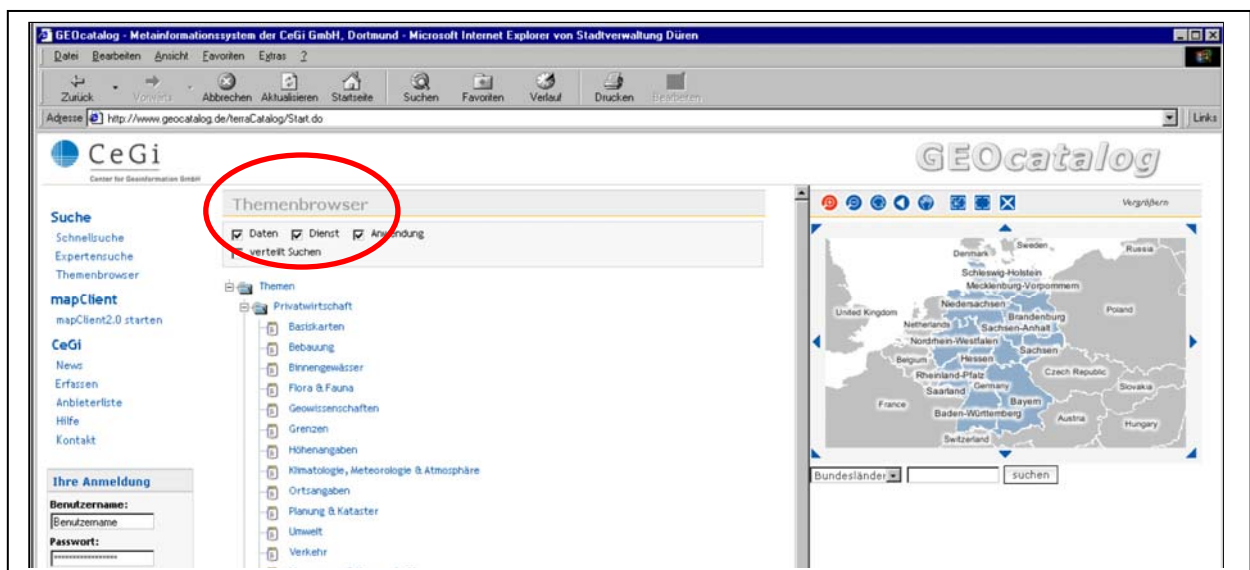 GEOcatalog - Metainformationssystem der CeGi GmbH, Dortmund - Microsoft Internet Explorer von Stadtverwaltung Düren
Datei Bearbeiten Ansicht Favoriten Extras ?
Zurück Vorwärts Abbrechen Aktualisieren Startseite Suchen Favoriten Verlauf Drucken Bearbeiten
Adresse http://www.geocatalog.de/terraCatalog/Start.do Links
CeGi
Center for Geoinformation GmbH
GEOcatalog
Suche
Schnellsuche
Expertensuche
Themenbrowser
mapClient
mapClient2.0 starten
CeGi
News
Erfassen
Anbieterliste
Hilfe
Kontakt
Ihre Anmeldung
Benutzername:
Benutzername
Passwort:
****************
Themenbrowser
Daten Dienst Anwendung
verteilt Suchen
Themen
Privatwirtschaft
Basiskarten
Bebauung
Binnengewässer
Flora & Fauna
Geowissenschaften
Grenzen
Höhenangaben
Klimatologie, Meteorologie & Atmosphäre
Ortsangaben
Planung & Kataster
Umwelt
Verkehr
Vergrößern
Sweden
Denmark
Russia
Schleswig-Holstein
Mecklenburg-Vorpommern
Niedersachsen
United Kingdom
Brandenburg
Poland
Netherlands
Sachsen-Anhalt
Nordrhein-Westfalen
Sachsen
Belgium
Hessen
Rheinland-Pfalz
Czech Republic
Saarland
Germany
Slovakia
Bayern
France
Baden-Württemberg
Austria
Hungary
Switzerland
Bundesländer suchen